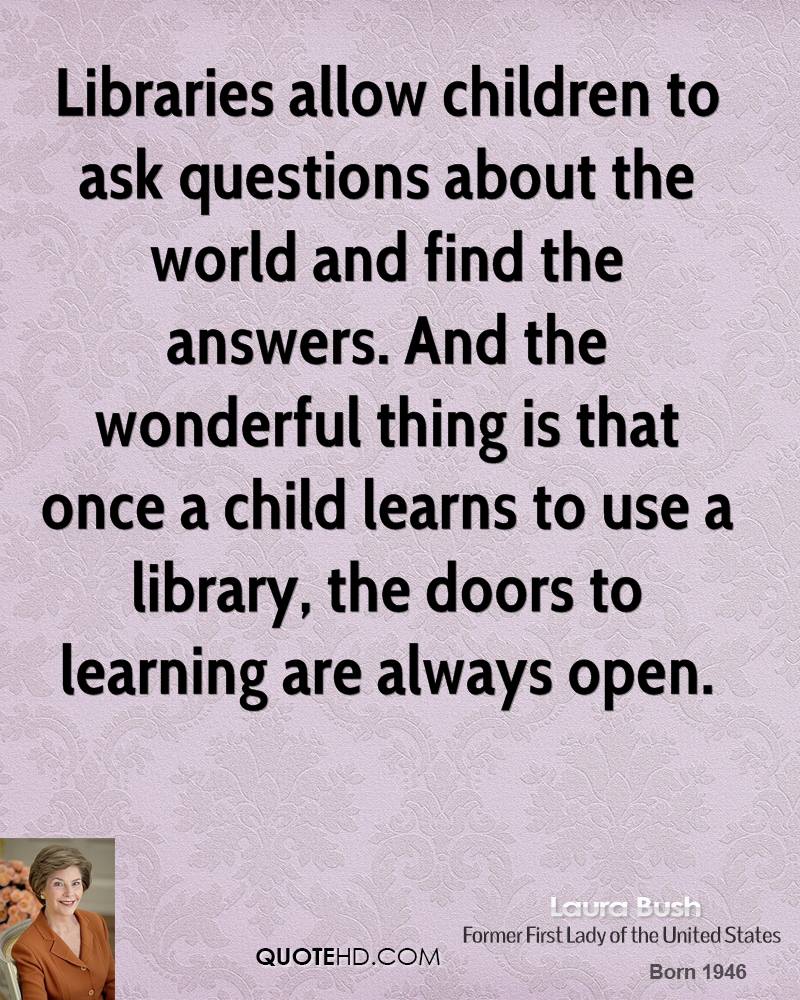 Libraries allow children to
ask questions about the
world and find the
answers. And the
wonderful thing is that
once a child learns to use a
library, the doors to
learning are always open.
Laura Bush
Former First Lady of the United States
QUOTEHD.COM
Born 1946